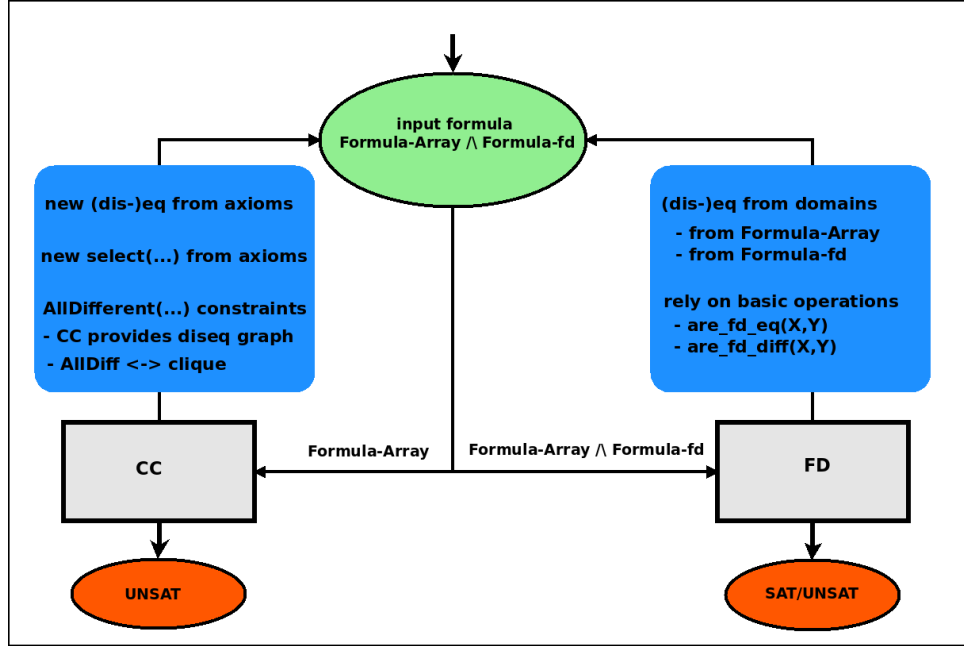 input formula
Formula-Array /\ Formula-fd
new (dis-)eq from axioms
new select(...) from axioms
AllDifferent(...) constraints
- CC provides diseq graph
- AllDiff <-> clique
(dis-)eq from domains
- from Formula-Array
- from Formula-fd
rely on basic operations
- are_fd_eq(X,Y)
- are_fd_diff(X,Y)
Formula-Array
Formula-Array /\ Formula-fd
CC
FD
UNSAT
SAT/UNSAT